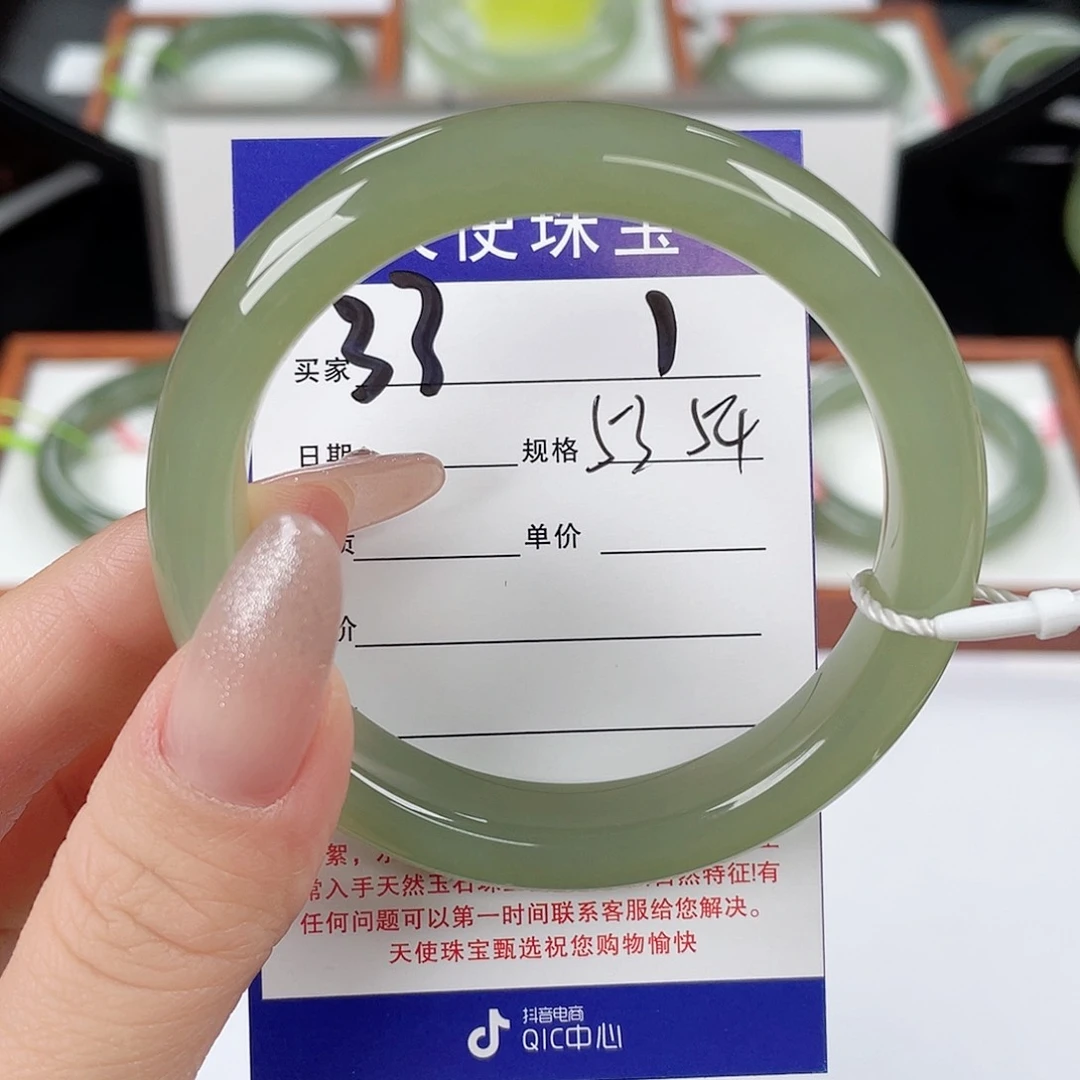 天使珠宝
买家 33 1
日期 规格 53 54
单价
价
絮，
常入手天然玉石珠 自然特征!有
任何问题可以第一时间联系客服给您解决。
天使珠宝甄选祝您购物愉快
抖音电商
QIC中心